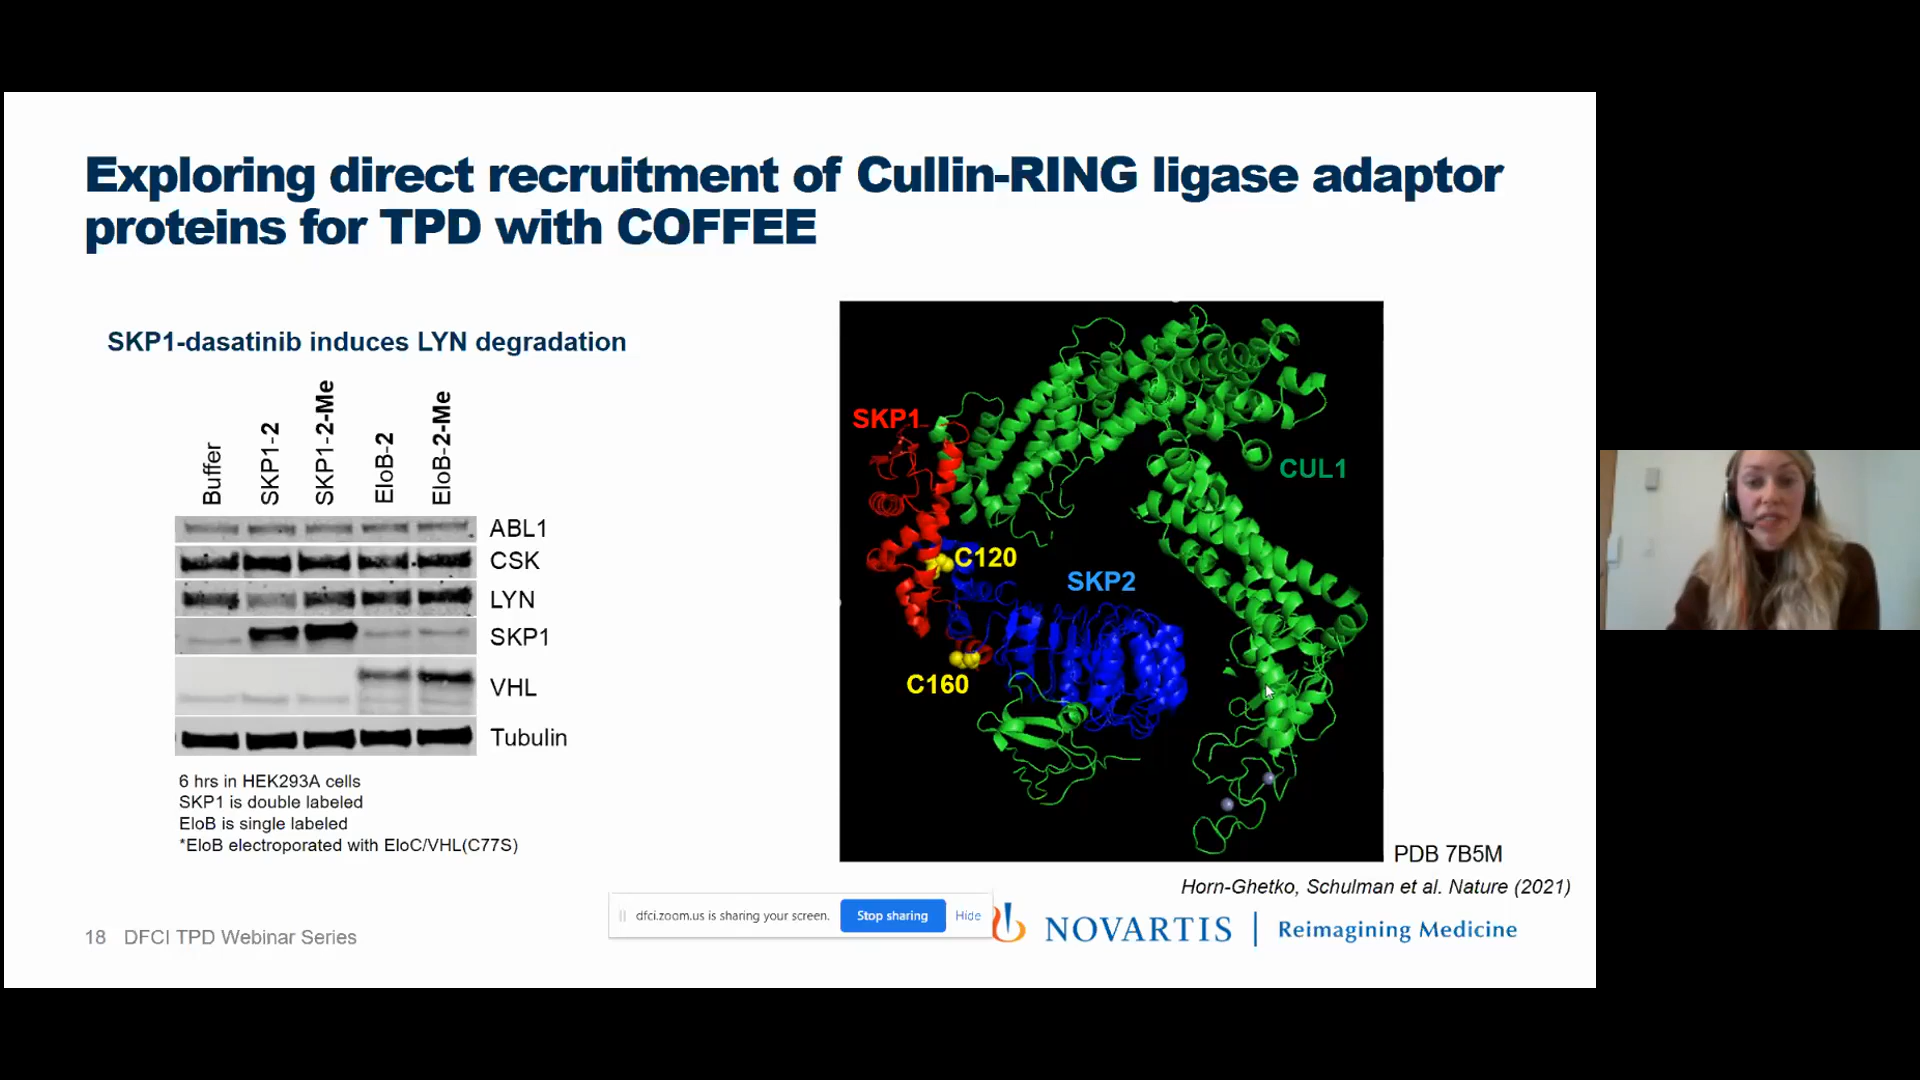 Exploring direct recruitment of Cullin-RING ligase adaptor
proteins for TPD with COFFEE
SKP1-dasatinib induces LYN degradation
Buffer
SKP1-2
SKP1-2-Me
EloB-2
EloB-2-Me
ABL1
CSK
LYN
SKP1
VHL
Tubulin
6 hrs in HEK293A cells
SKP1 is double labeled
EloB is single labeled
*EloB electroporated with EloC/VHL(C77S)
SKP1
CUL1
C120
SKP2
C160
PDB 7B5M
Horn-Ghetko, Schulman et al. Nature (2021)
dfci.zoom.us is sharing your screen.
Stop sharing
Hide
NOVARTIS | Reimagining Medicine
18 DFCI TPD Webinar Series